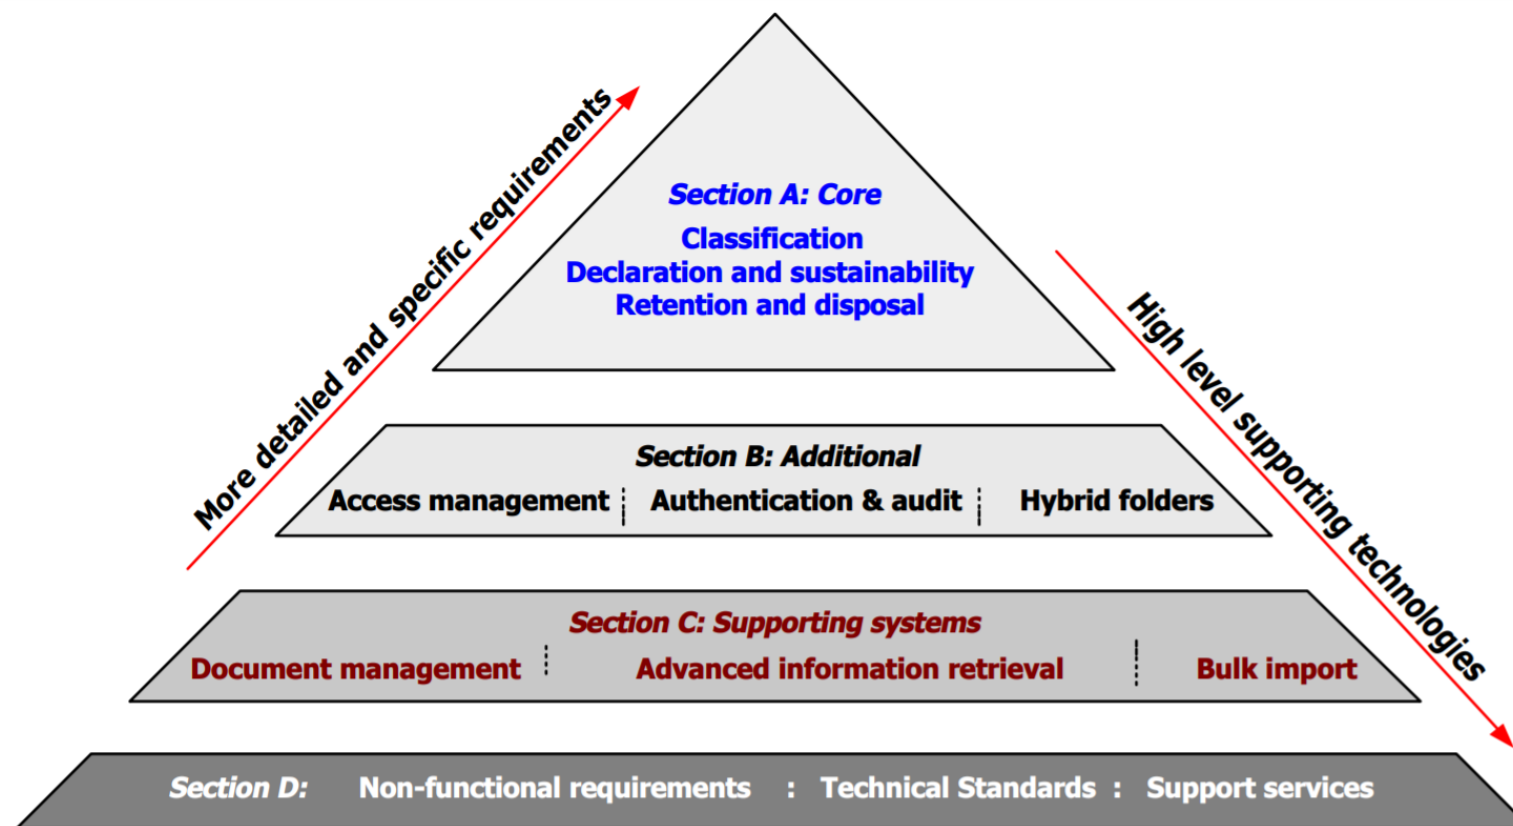 Section A: Core
Classification
Declaration and sustainability
Retention and disposal
More detailed and specific requirements
High level supporting technologies
Section B: Additional
Access management Authentication & audit Hybrid folders
Section C: Supporting systems
Document management Advanced information retrieval Bulk import
Section D: Non-functional requirements : Technical Standards : Support services